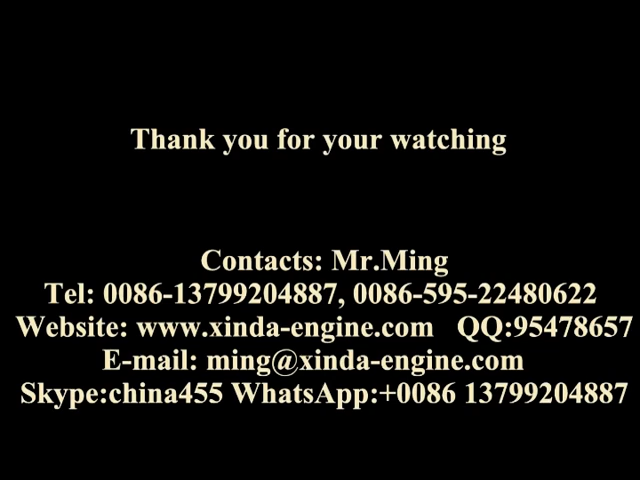 Thank you for your watching
Contacts: Mr.Ming
Tel: 0086-13799204887, 0086-595-22480622
Website: www.xinda-engine.com QQ:95478657
E-mail: ming@xinda-engine.com
Skype:china455 WhatsApp:+0086 13799204887